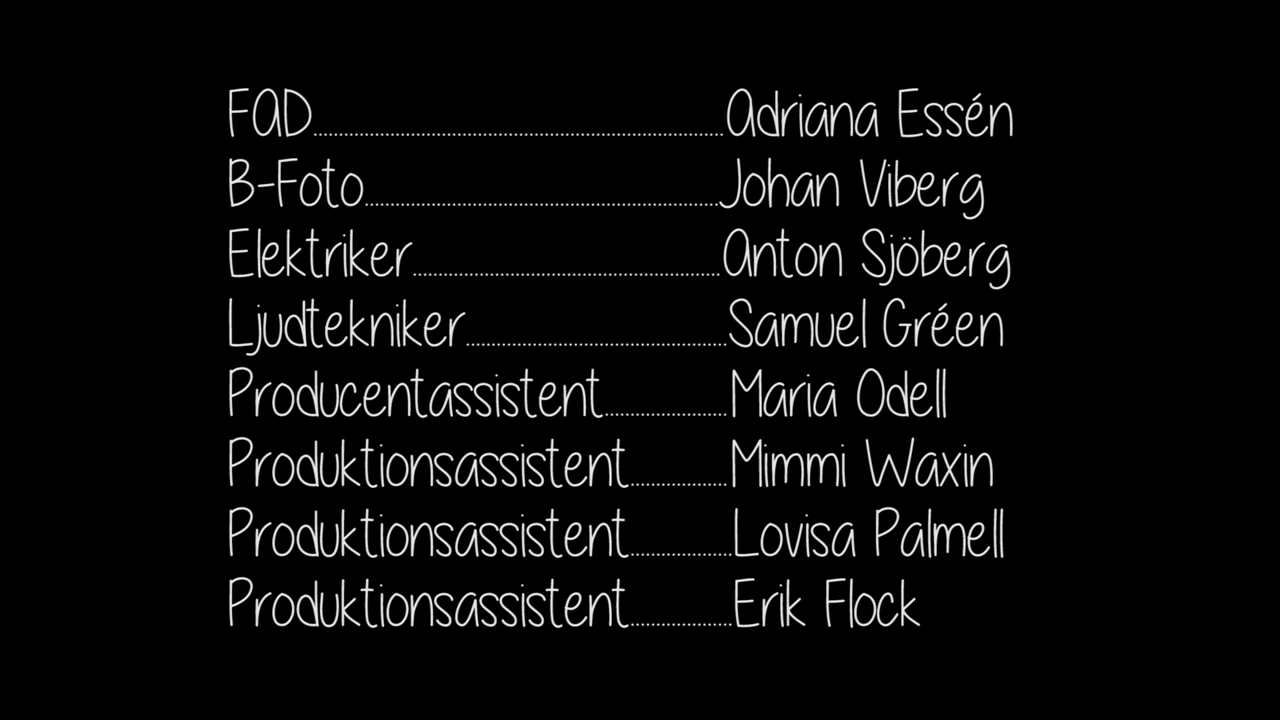 FAD..........Adriana Essén
B-Foto..........Johan Viberg
Elektriker..........Anton Sjöberg
Ljudtekniker..........Samuel Gréen
Producentassistent..........Maria Odell
Produktionsassistent..........Mimmi Waxin
Produktionsassistent..........Lovisa Palmell
Produktionsassistent..........Erik Flock